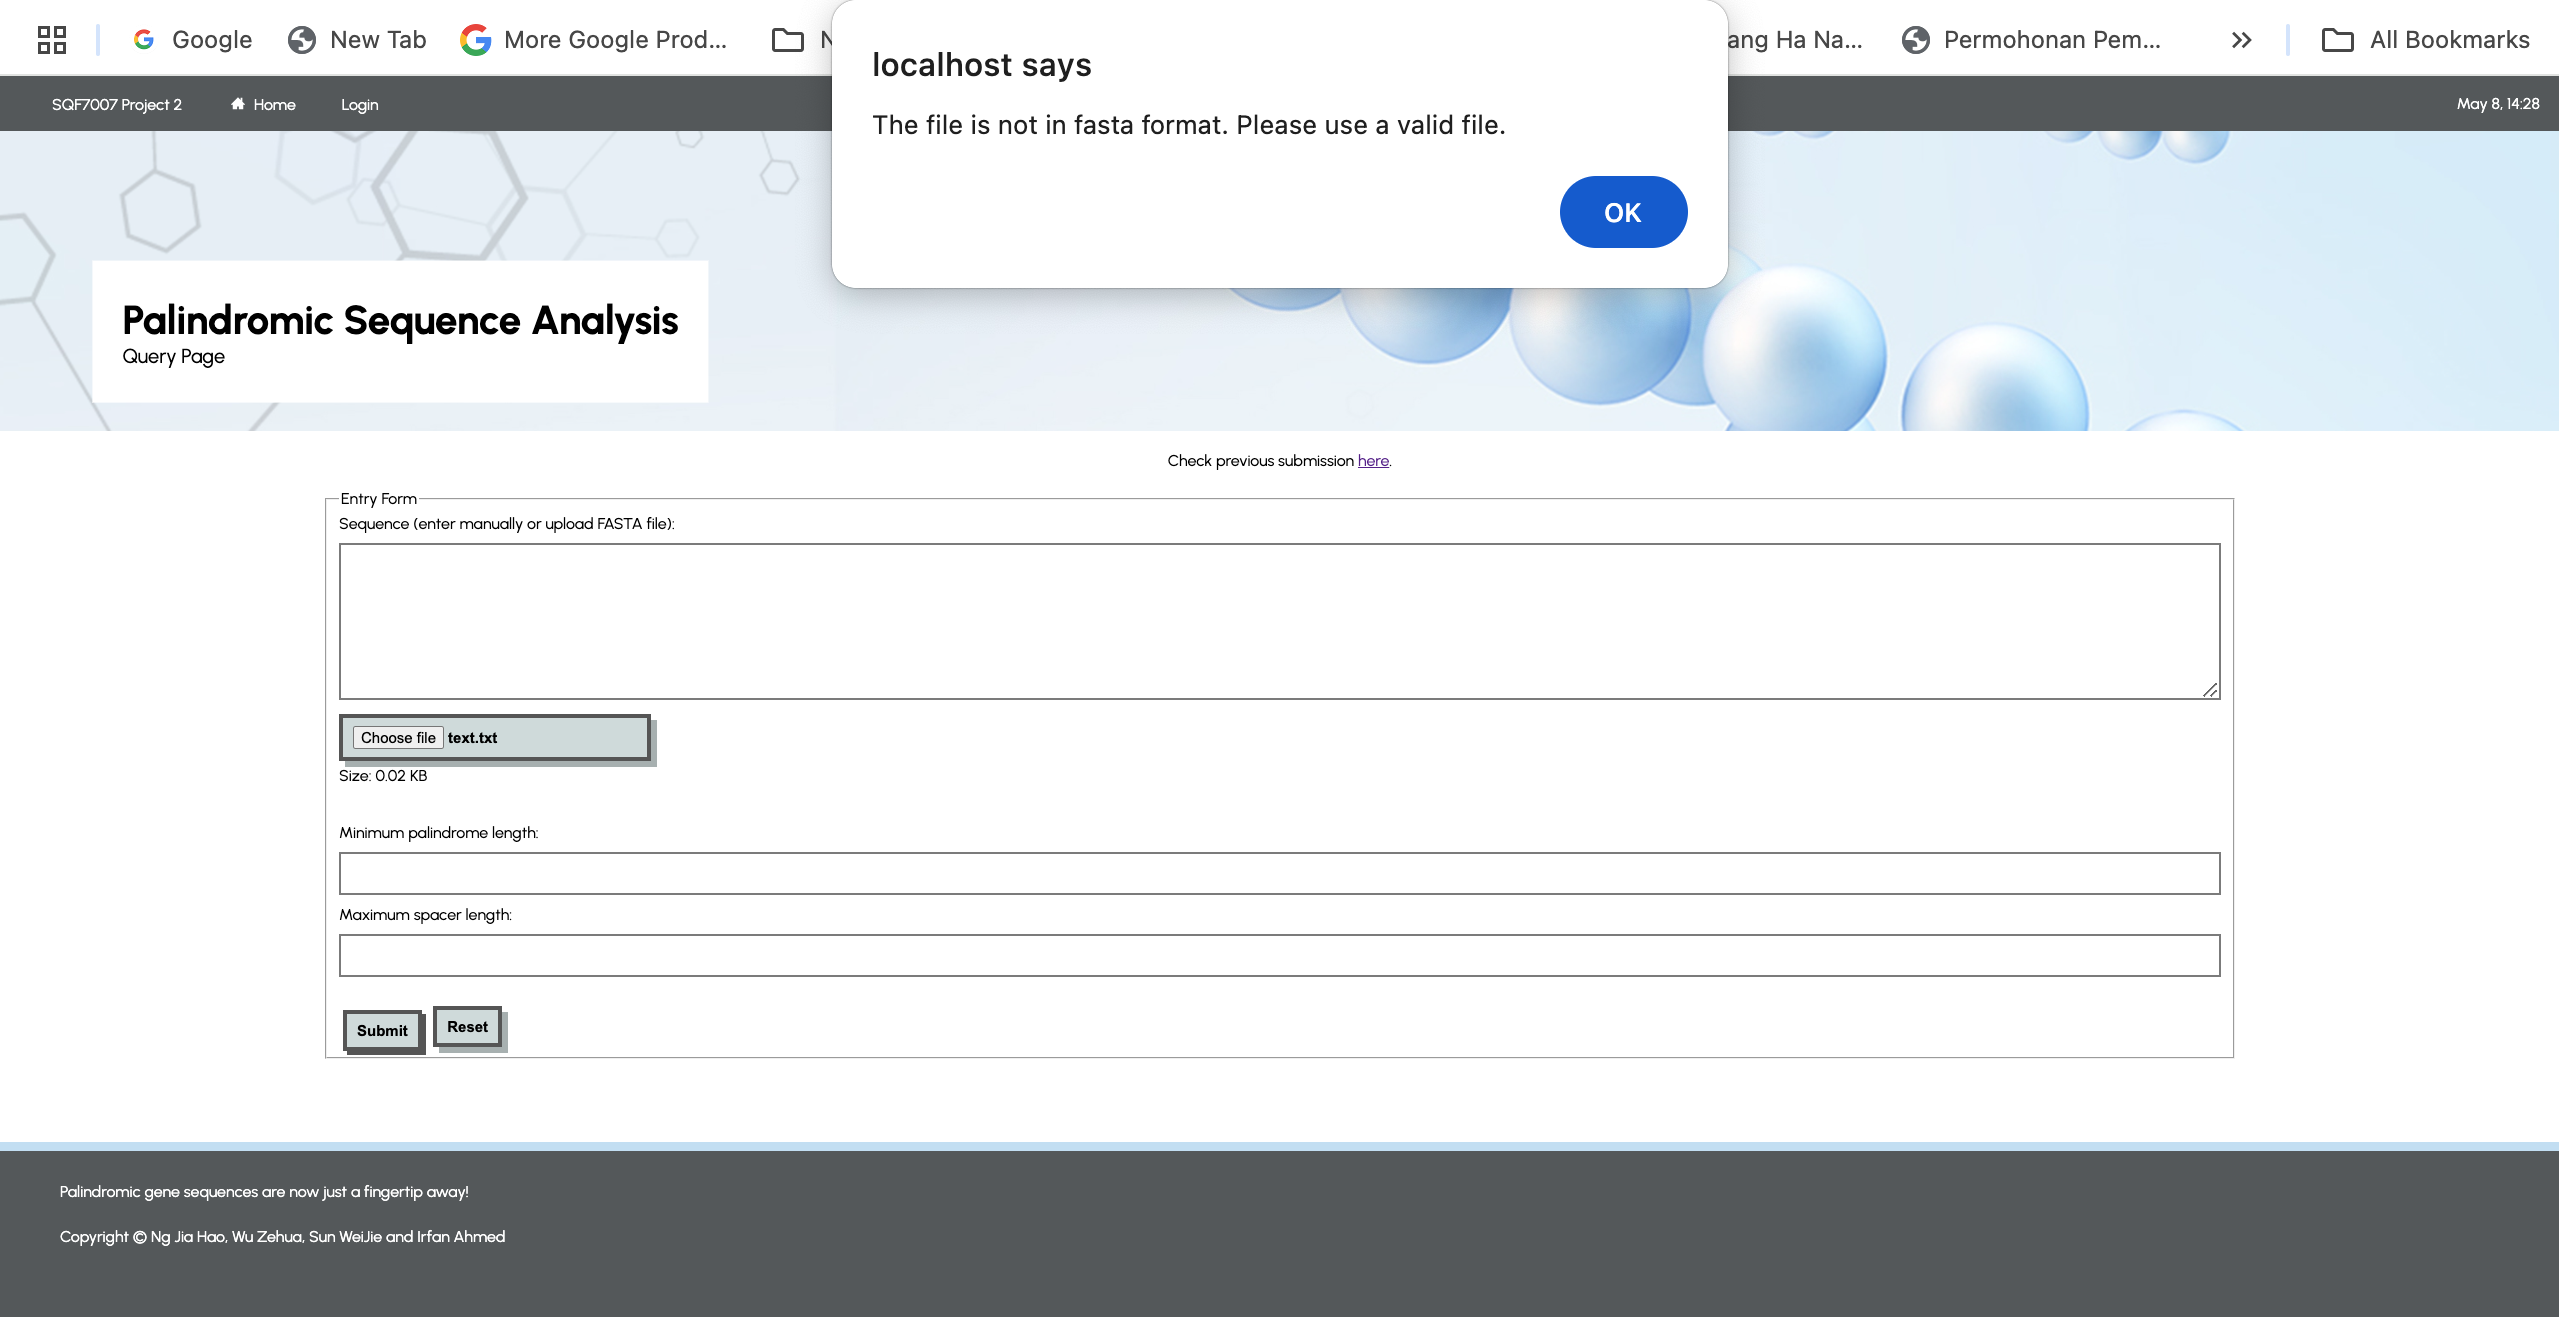 Google
New Tab
More Google Prod...
ang Ha Na...
Permohonan Pem...
All Bookmarks
localhost says
The file is not in fasta format. Please use a valid file.
OK
SQF7007 Project 2
Home
Login
May 8, 14:28
Palindromic Sequence Analysis
Query Page
Check previous submission here.
Entry Form
Sequence (enter manually or upload FASTA file):
Choose file text.txt
Size: 0.02 KB
Minimum palindrome length:
Maximum spacer length:
Submit
Reset
Palindromic gene sequences are now just a fingertip away!
Copyright © Ng Jia Hao, Wu Zehua, Sun WeiJie and Irfan Ahmed